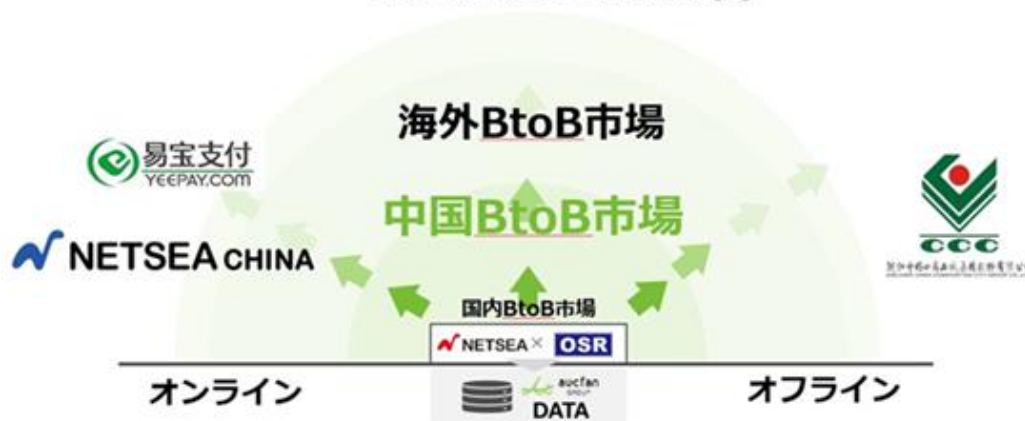 海外BtoB市場
易宝支付
YEEPAY.COM
中国BtoB市場
NETSEA CHINA
CCC
国内BtoB市場
NETSEA × OSR
オンライン
オフライン
aucfan
GROUP
DATA